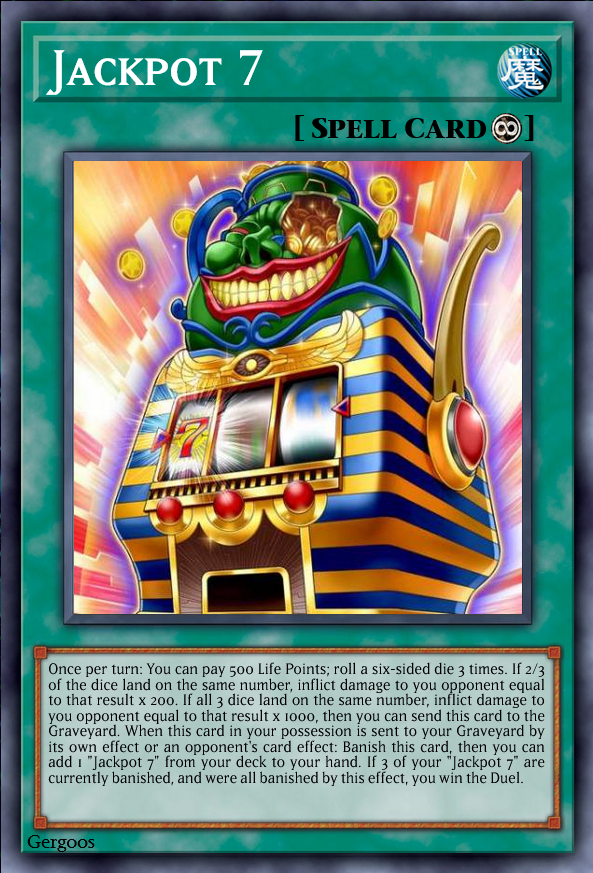 Jackpot 7
SPELL
魔
[ Spell Card ]
7
Once per turn: You can pay 500 Life Points; roll a six-sided die 3 times. If 2/3
of the dice land on the same number, inflict damage to you opponent equal
to that result x 200. If all 3 dice land on the same number, inflict damage to
you opponent equal to that result x 1000, then you can send this card to the
Graveyard. When this card in your possession is sent to your Graveyard by
its own effect or an opponent's card effect: Banish this card, then you can
add 1 "Jackpot 7" from your deck to your hand. If 3 of your "Jackpot 7" are
currently banished, and were all banished by this effect, you win the Duel.
Gergoos